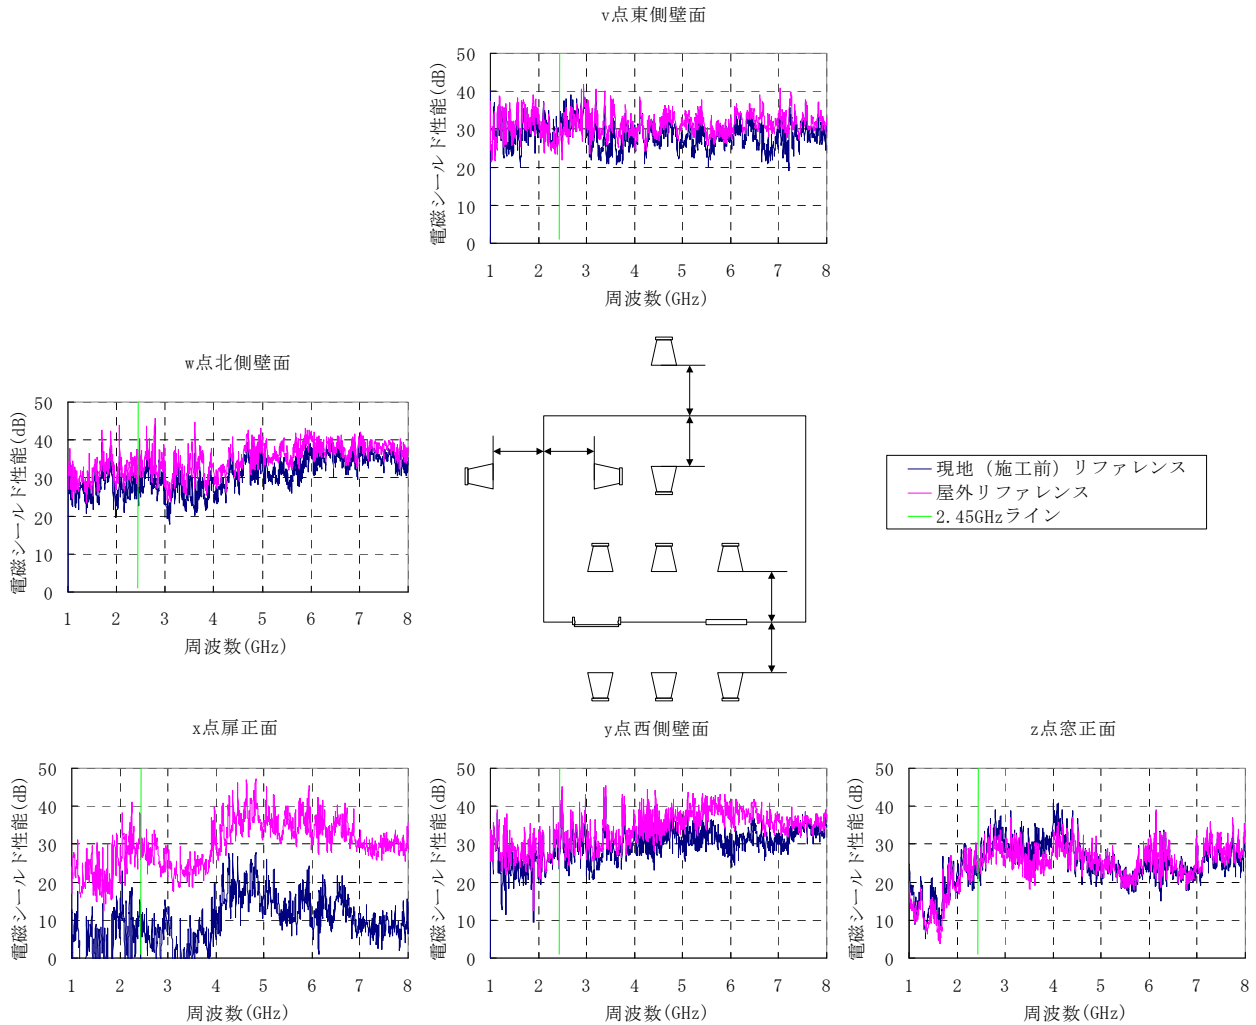 v点東側壁面
電磁シールド性能(dB)
50
40
30
20
10
0
1 2 3 4 5 6 7 8
周波数(GHz)
w点北側壁面
電磁シールド性能(dB)
50
40
30
20
10
0
1 2 3 4 5 6 7 8
周波数(GHz)
現地（施工前）リファレンス
屋外リファレンス
2.45GHzライン
x点扉正面
電磁シールド性能(dB)
50
40
30
20
10
0
1 2 3 4 5 6 7 8
周波数(GHz)
y点西側壁面
電磁シールド性能(dB)
50
40
30
20
10
0
1 2 3 4 5 6 7 8
周波数(GHz)
z点窓正面
電磁シールド性能(dB)
50
40
30
20
10
0
1 2 3 4 5 6 7 8
周波数(GHz)